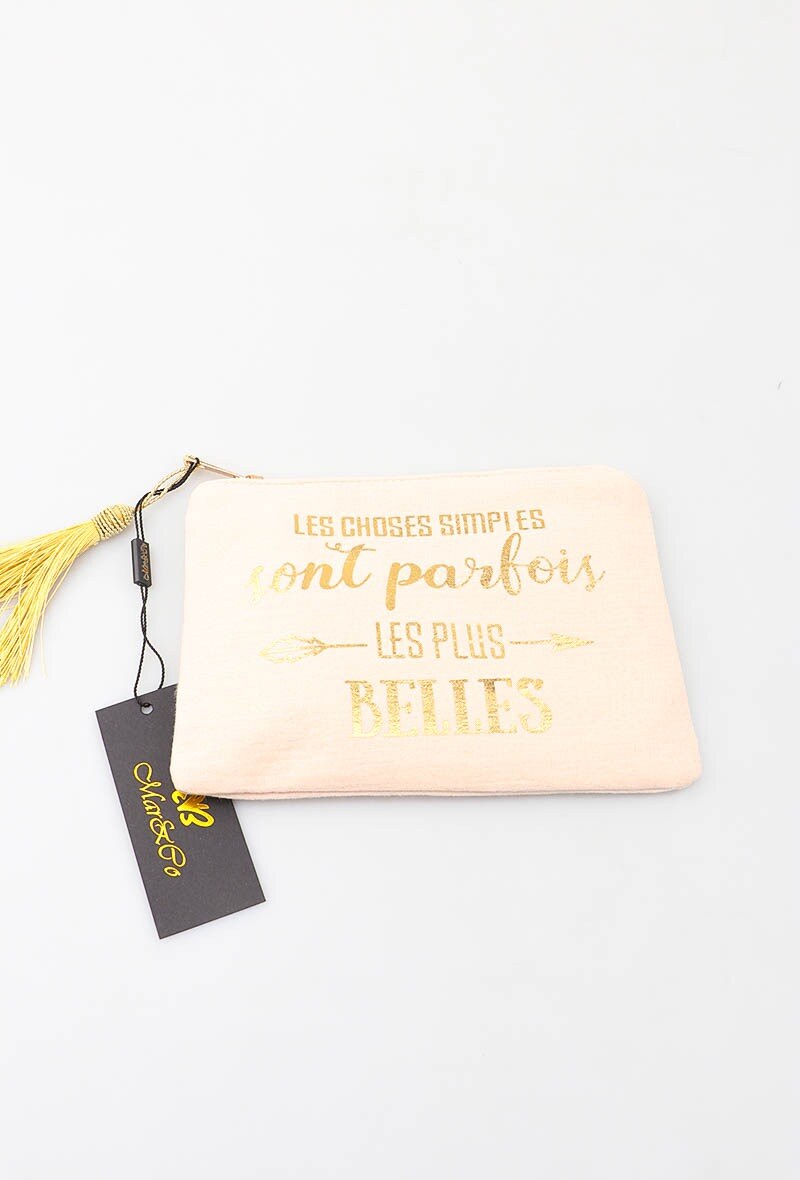 LES CHOSES SIMPLES
sont parfois
LES PLUS
BELLES
Mar&Co